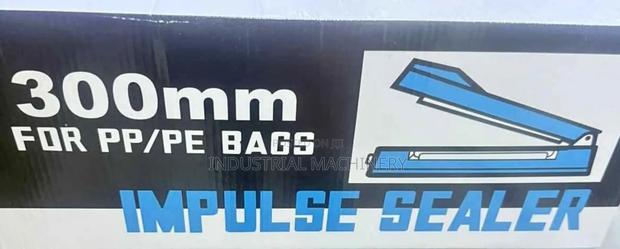 300mm
FOR PP/PE BAGS
INDUSTRIAL MACHINERY
IMPULSE SEALER